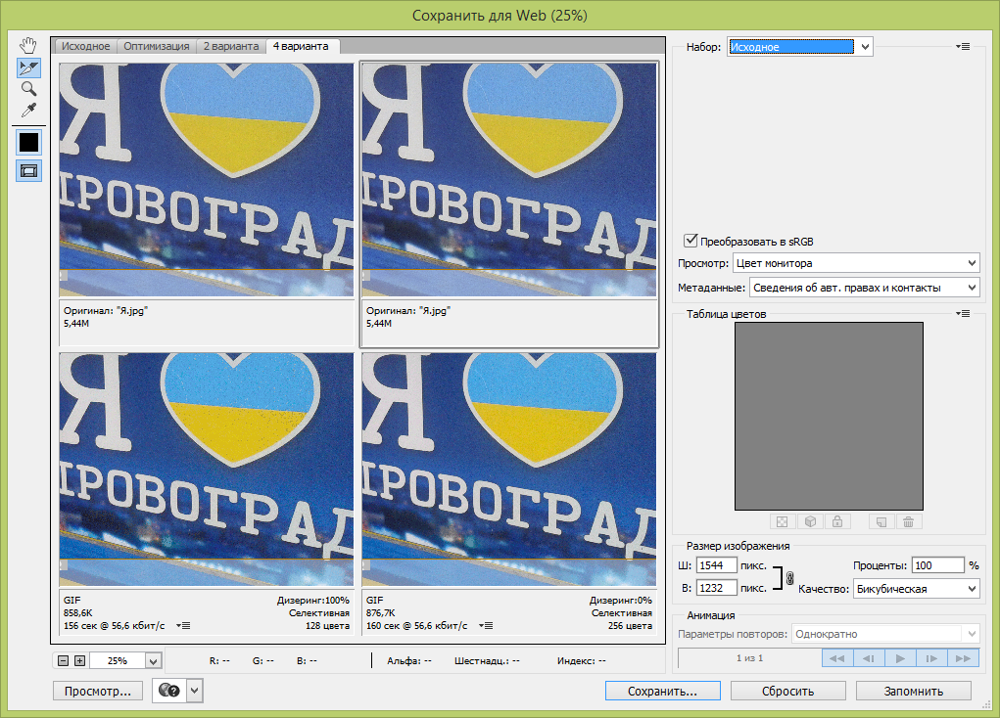 Сохранить для Web (25%)
Исходное Оптимизация 2 варианта 4 варианта
Набор: Исходное
Я
ІРОВОГРАД
Я
ІРОВОГРАД
Преобразовать в sRGB
Просмотр: Цвет монитора
Метаданные: Сведения об авт. правах и контакты
Оригинал: "Я.jpg"
5,44M
Оригинал: "Я.jpg"
5,44M
Таблица цветов
Я
ІРОВОГРАД
Я
ІРОВОГРАД
GIF Дизеринг:100%
858,6K Селективная
156 сек @ 56,6 кбит/с 128 цвета
GIF Дизеринг:0%
876,7K Селективная
160 сек @ 56,6 кбит/с 256 цвета
Размер изображения
Ш: 1544 пикс. Проценты: 100 %
В: 1232 пикс. Качество: Бикубическая
Анимация
Параметры повторов: Однократно
1 из 1
25% R: -- G: -- B: -- Альфа: -- Шестнадц.: -- Индекс: --
Просмотр... Сохранить... Сбросить Запомнить